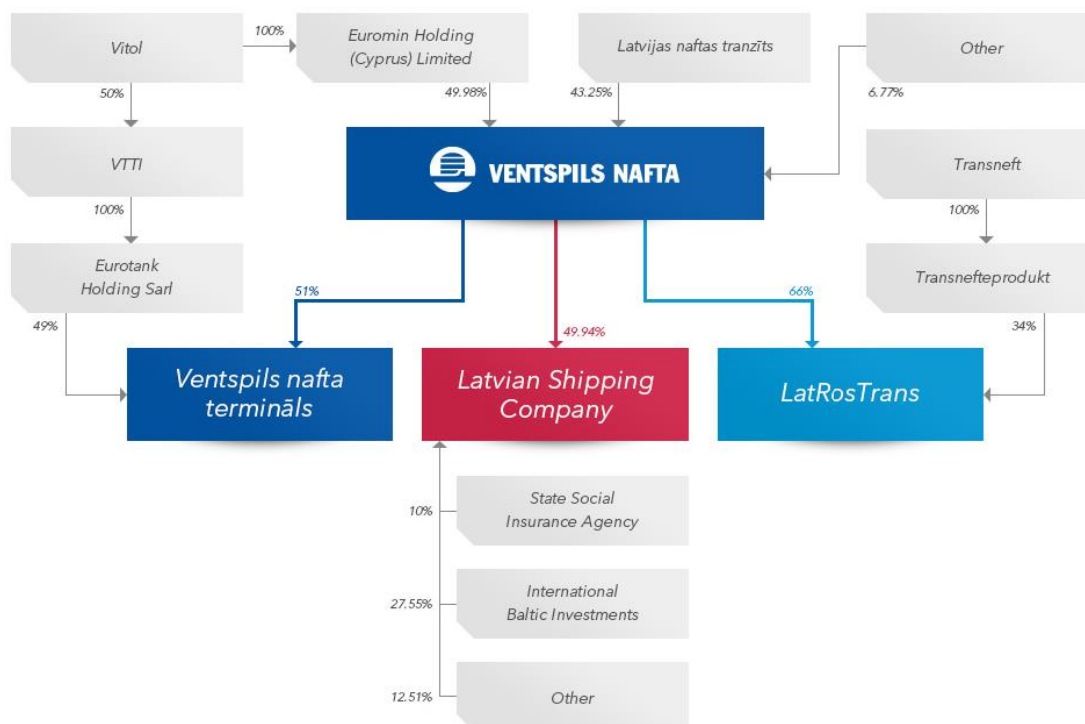 Vitol
100%
Euromin Holding
(Cyprus) Limited
Latvijas naftas tranzīts
Other
50%
49.98%
43.25%
6.77%
VTTI
VENTSPILS NAFTA
Transneft
100%
100%
Eurotank
Holding Sarl
Transnefteprodukt
51%
49.94%
66%
49%
34%
Ventspils nafta
termināls
Latvian Shipping
Company
LatRosTrans
10%
State Social
Insurance Agency
27.55%
International
Baltic Investments
12.51%
Other